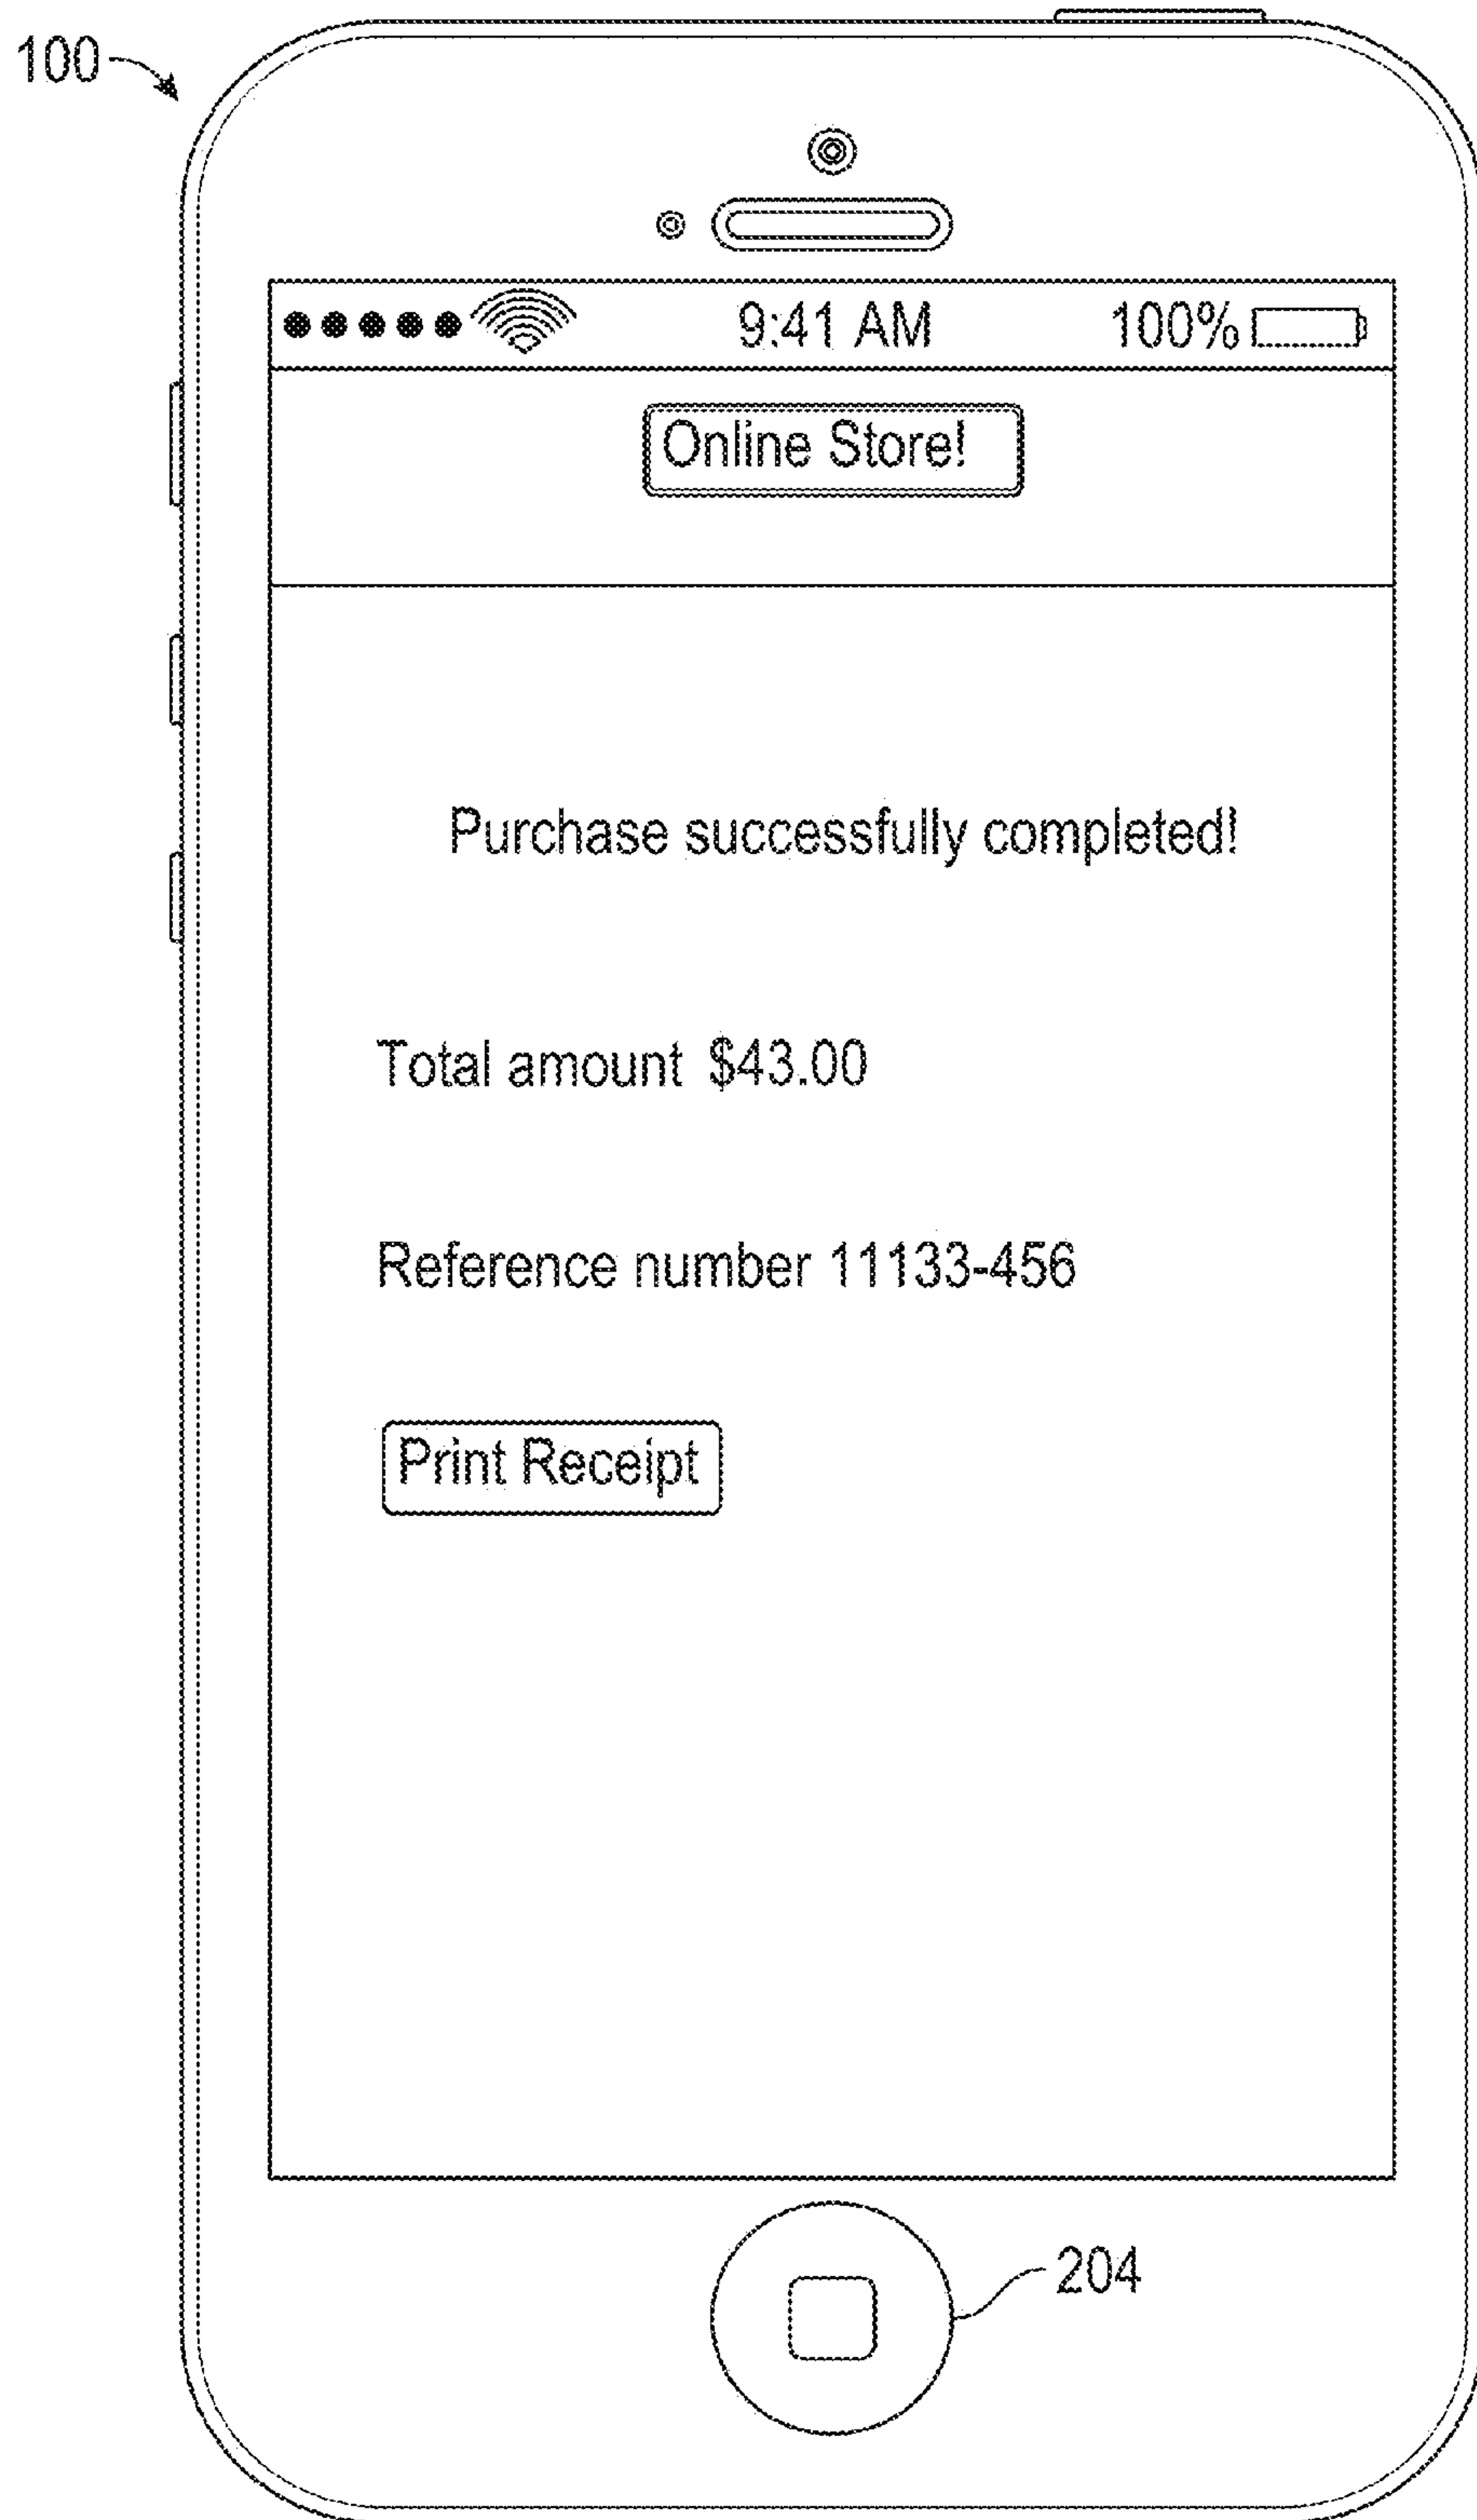 100
9:41 AM 100%
Online Store!
Purchase successfully completed!
Total amount $43.00
Reference number 11133-456
Print Receipt
204